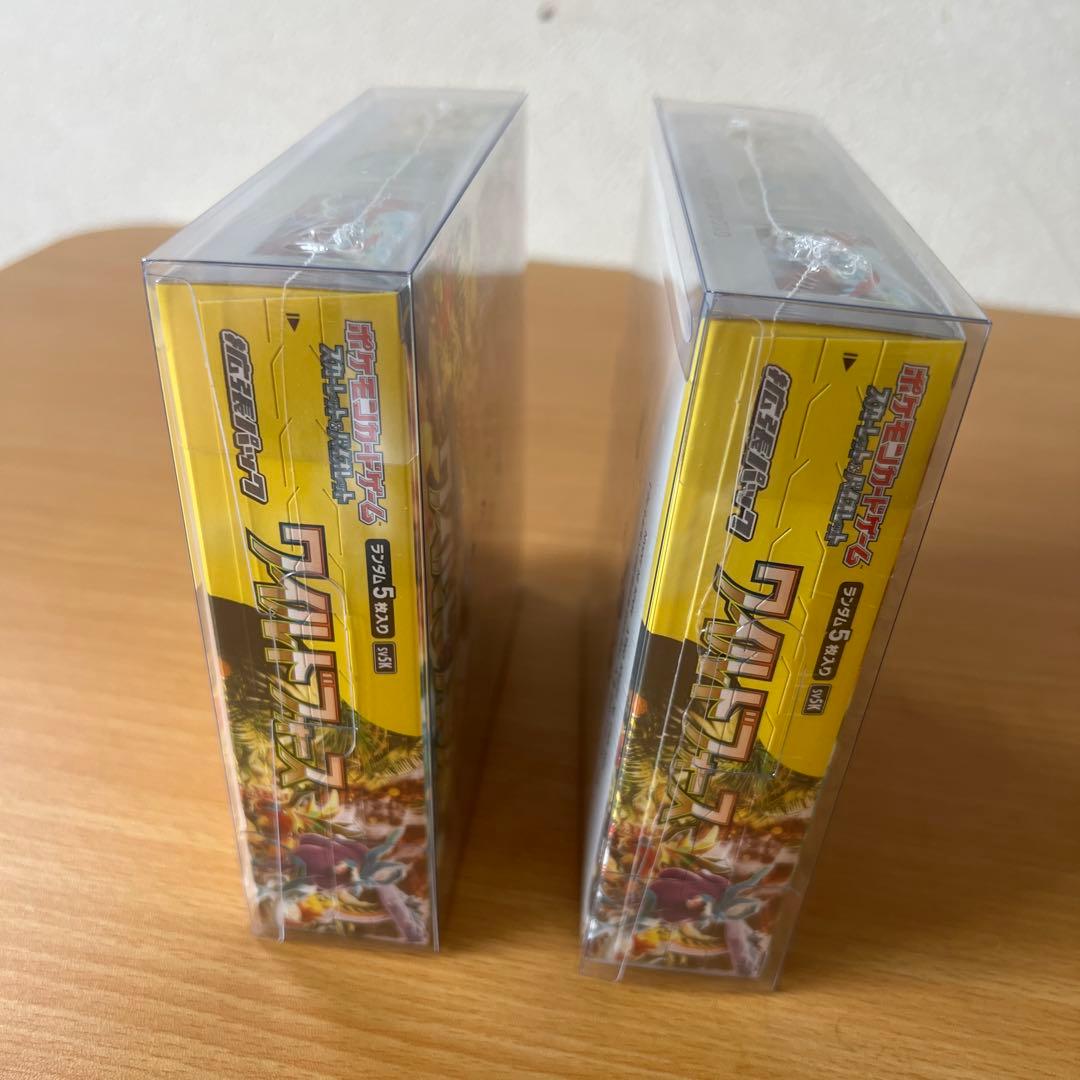 ポケモンカードゲーム
スカーレット&バイオレット
拡張パック
ランダム5枚入り
SV5K
ワイルドフォース
ポケモンカードゲーム
スカーレット&バイオレット
拡張パック
ランダム5枚入り
SV5K
ワイルドフォース